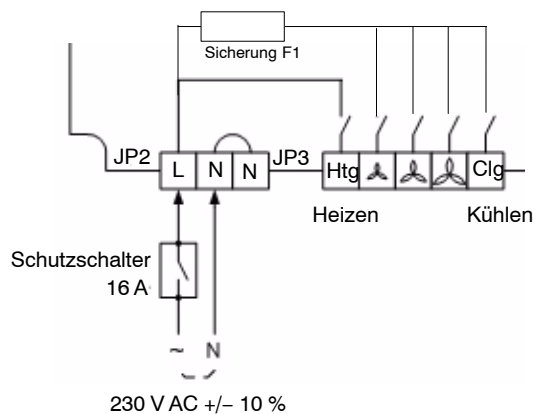 Sicherung F1
JP2
L
N
N
JP3
Htg
Clg
Heizen
Kühlen
Schutzschalter
16 A
~
N
230 V AC +/− 10 %